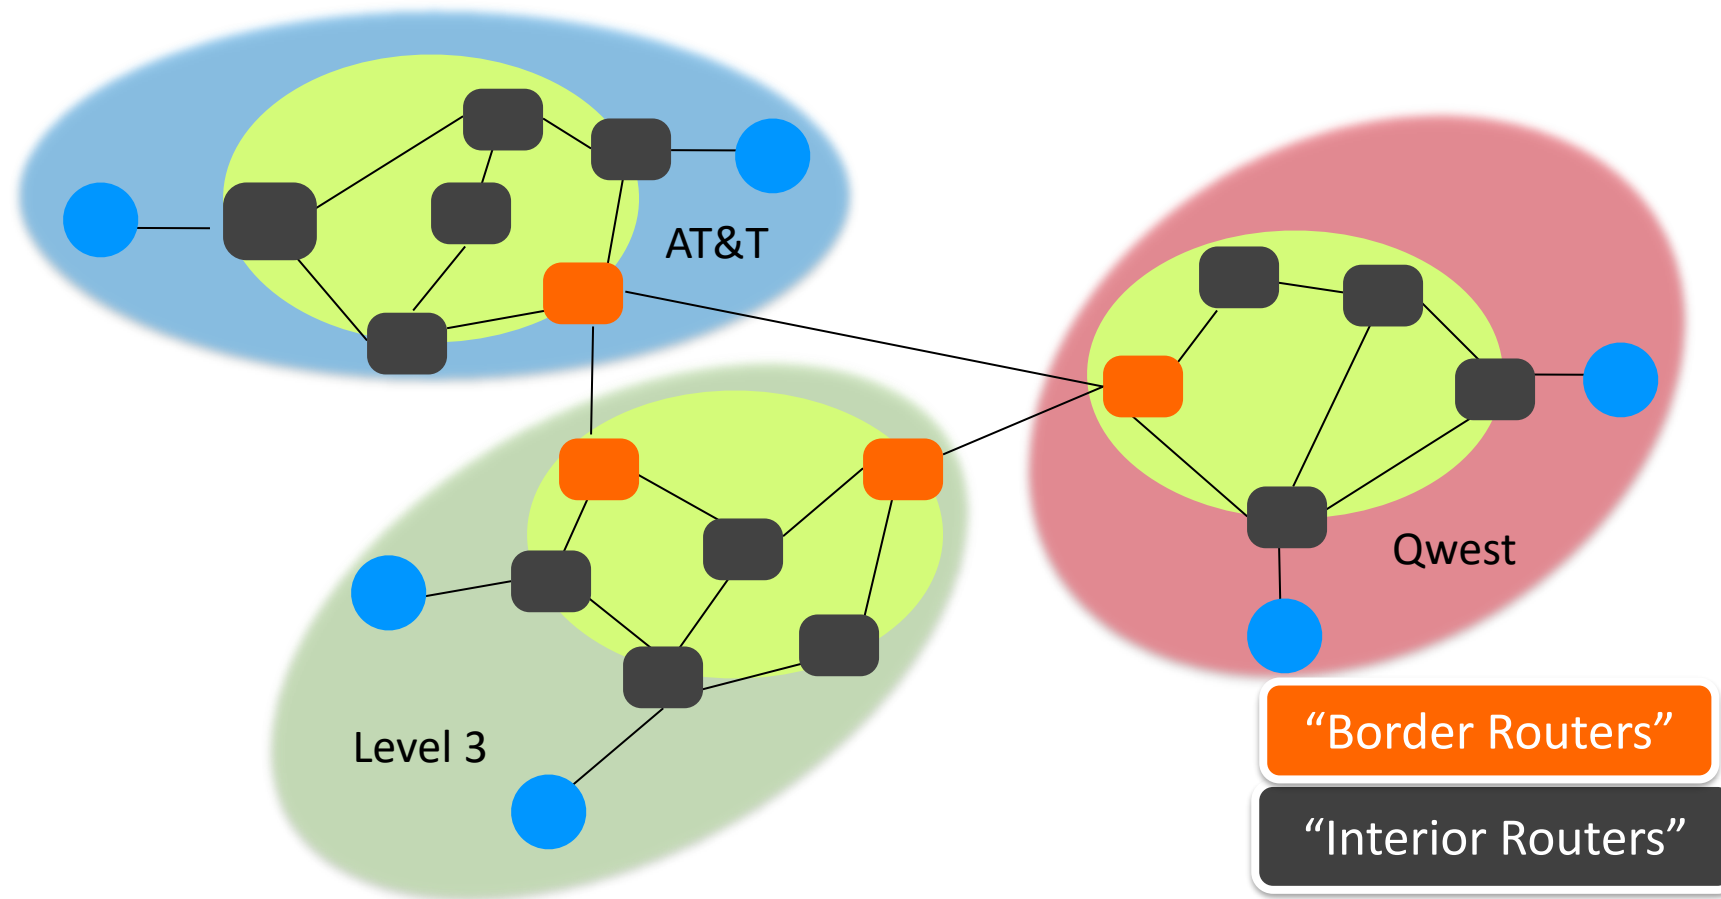 AT&T
Qwest
Level 3
“Border Routers”
“Interior Routers”